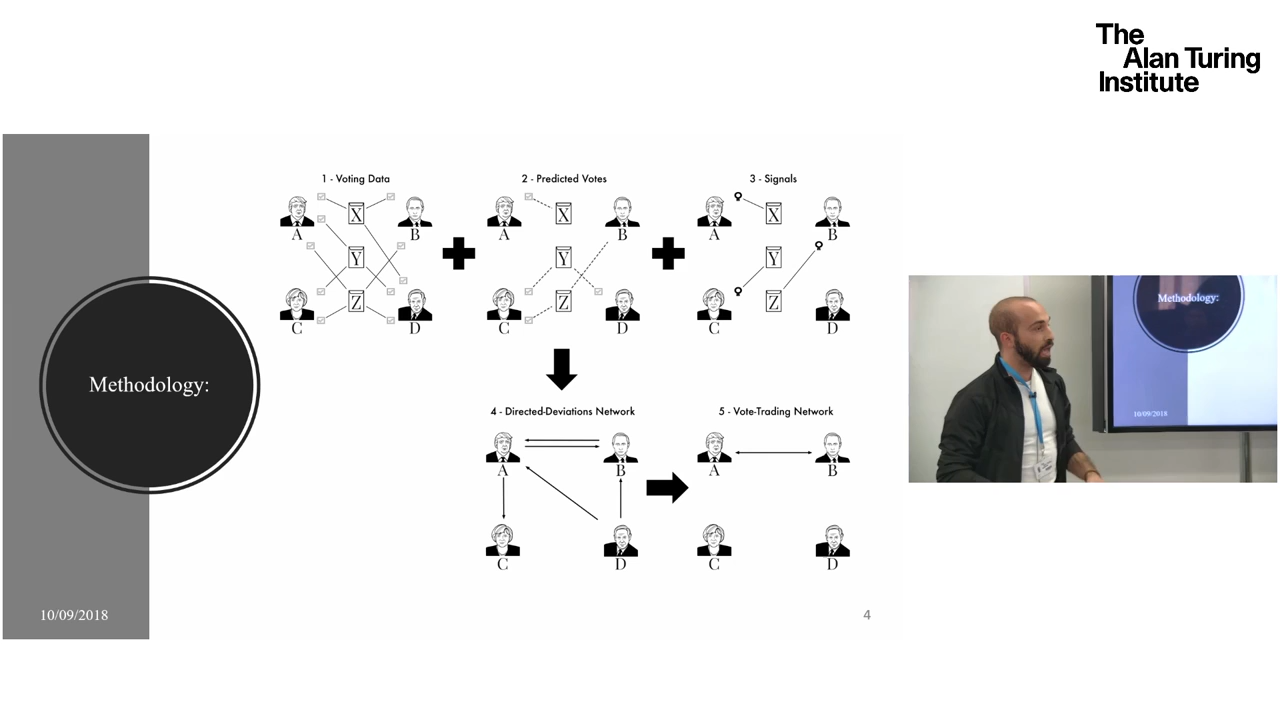 The
Alan Turing
Institute
1 - Voting Data
2 - Predicted Votes
3 - Signals
X
X
X
A
B
A
B
A
B
Y
Y
Y
Z
Z
Z
C
D
C
D
C
D
Methodology:
4 - Directed-Deviations Network
5 - Vote-Trading Network
A
B
A
B
C
D
C
D
10/09/2018
4
Methodology:
10/09/2018